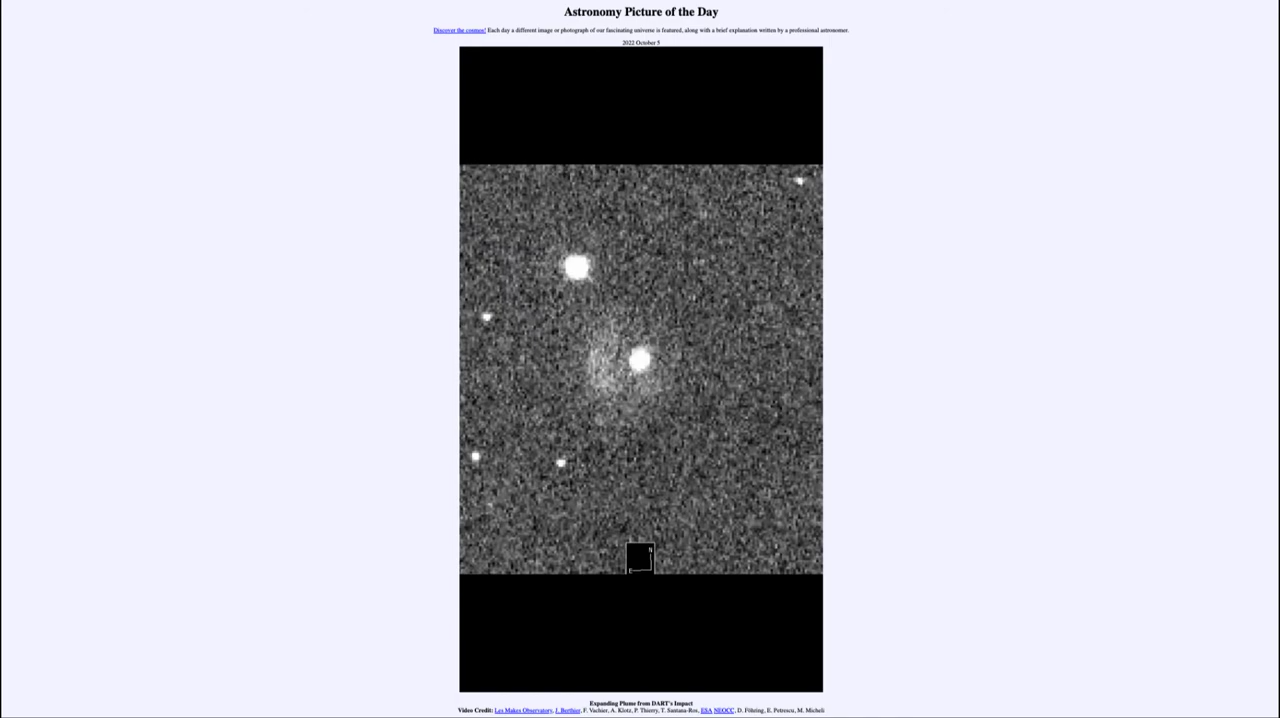 Astronomy Picture of the Day
Discover the cosmos! Each day a different image or photograph of our fascinating universe is featured, along with a brief explanation written by a professional astronomer.
2022 October 5
N
E
Expanding Plume from DART's Impact
Video Credit: Les Makes Observatory, J. Berthier, F. Vachier, A. Klotz, P. Thierry, T. Santana-Ros, ESA NEOCC, D. Föhring, E. Petrescu, M. Micheli